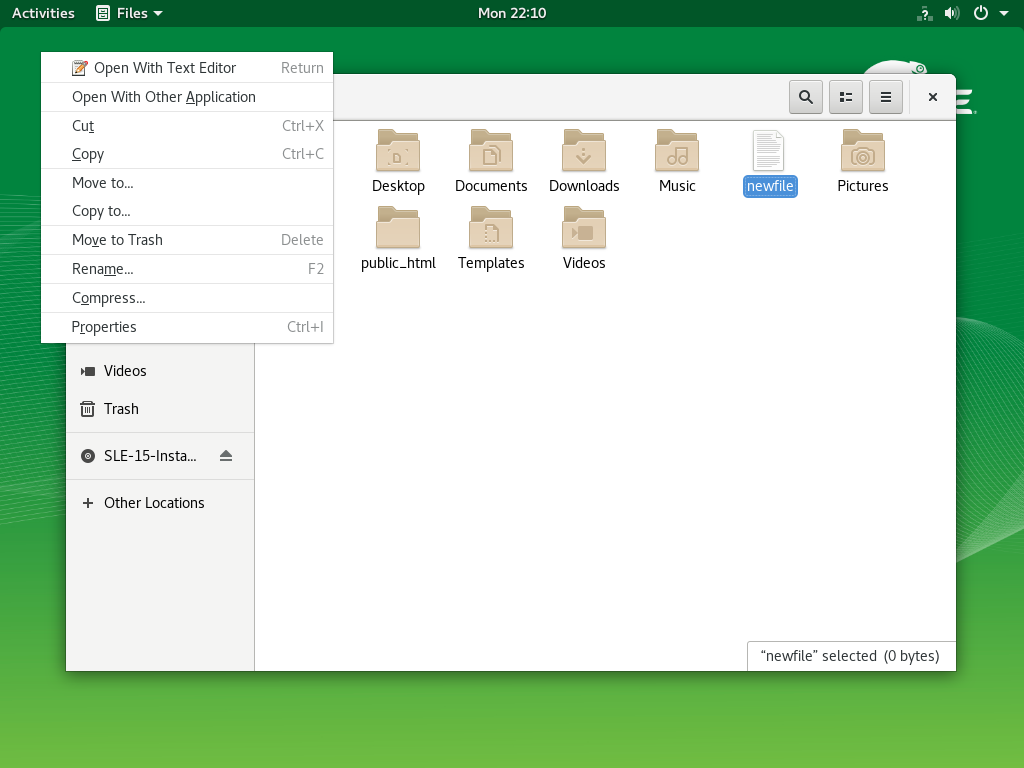 Activities Files Mon 22:10
Open With Text Editor Return
Open With Other Application
Cut Ctrl+X
Copy Ctrl+C
Move to...
Copy to...
Move to Trash Delete
Rename... F2
Compress...
Properties Ctrl+I
Desktop Documents Downloads Music newfile Pictures
public_html Templates Videos
Videos
Trash
SLE-15-Insta...
Other Locations
“newfile” selected (0 bytes)